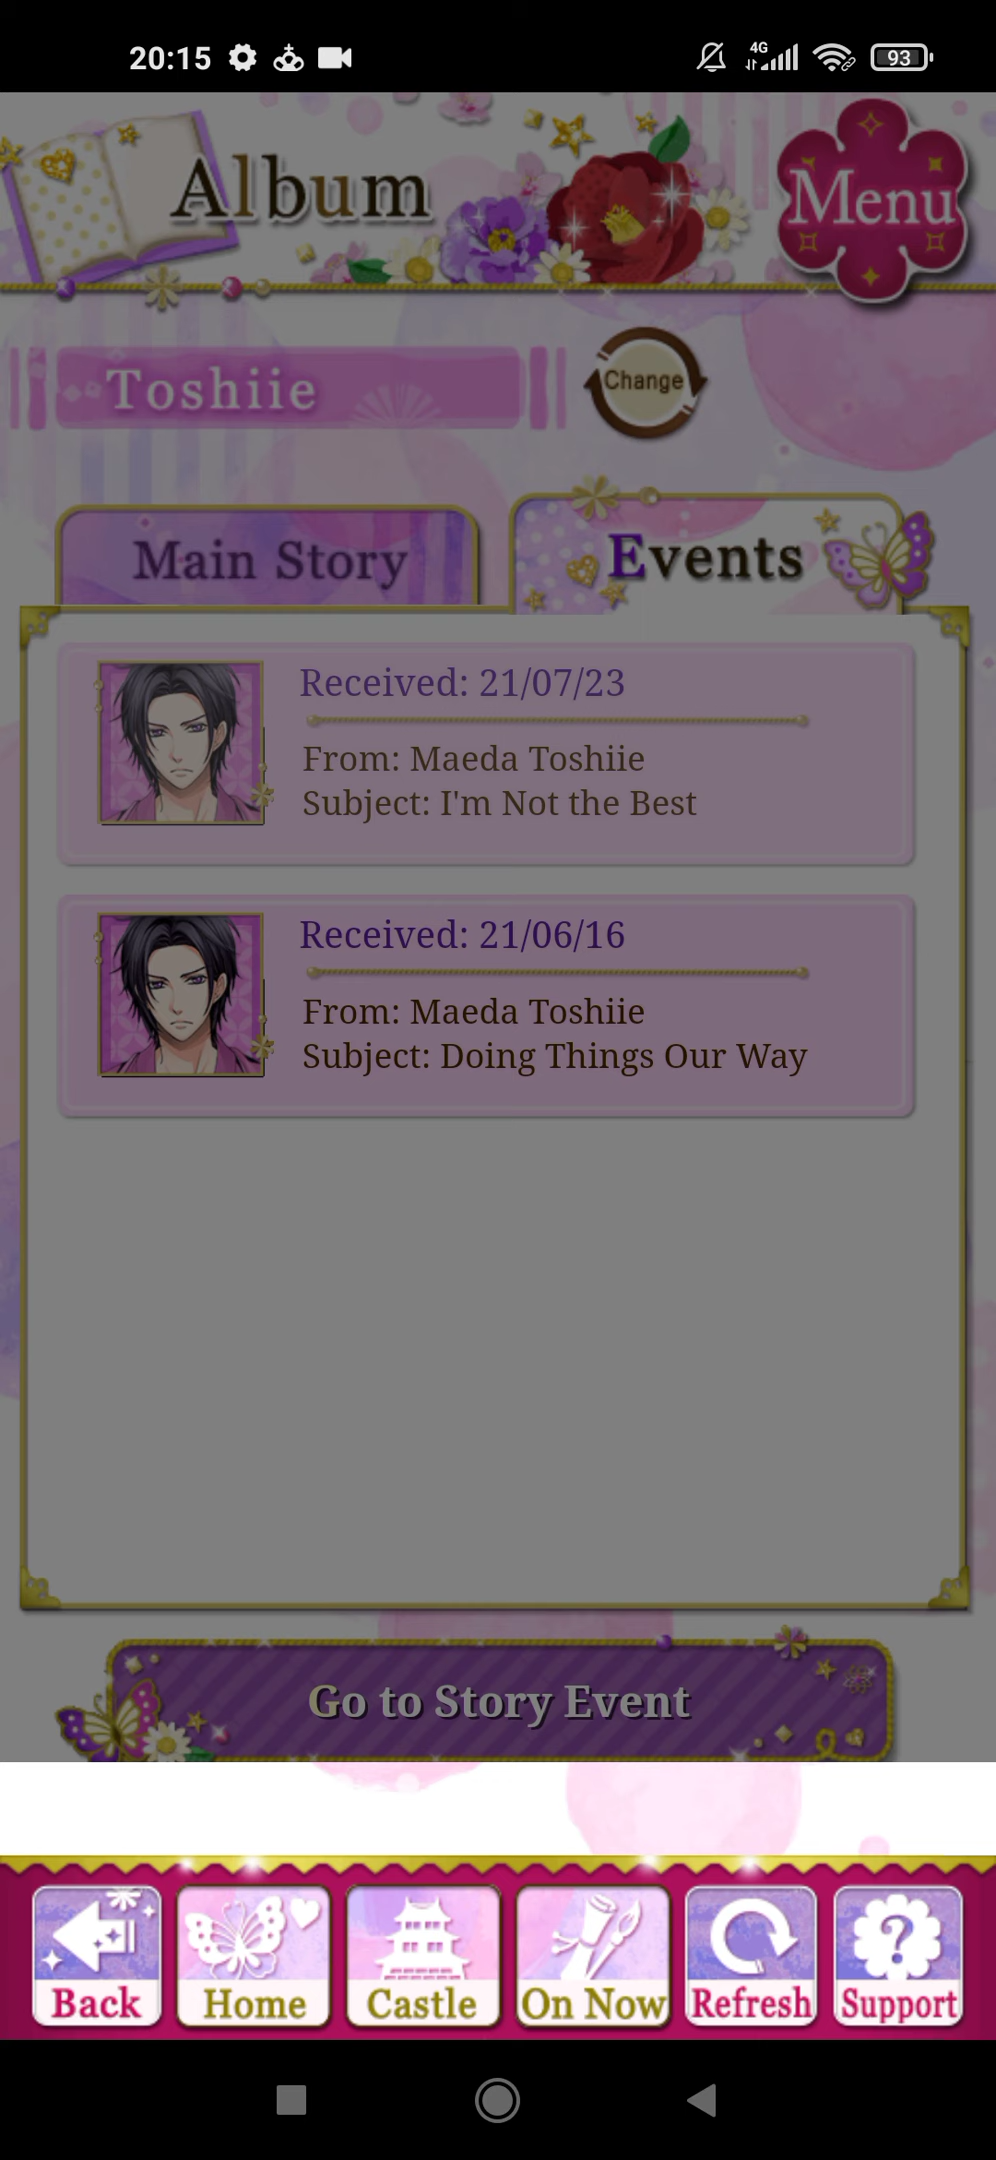 20:15
4G
93
Album
Menu
Toshiie
Change
Main Story
Events
Received: 21/07/23
From: Maeda Toshiie
Subject: I'm Not the Best
Received: 21/06/16
From: Maeda Toshiie
Subject: Doing Things Our Way
Go to Story Event
Back
Home
Castle
On Now
Refresh
Support